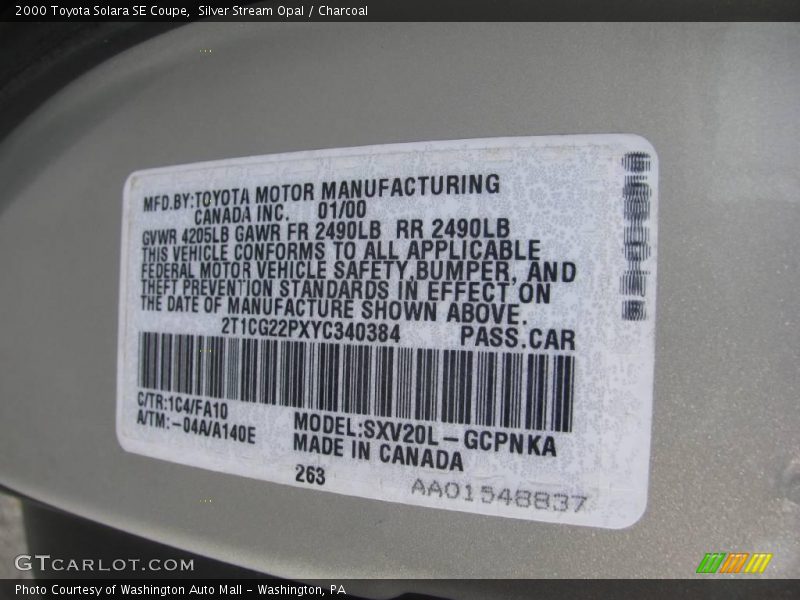 2000 Toyota Solara SE Coupe, Silver Stream Opal / Charcoal
MFD.BY:TOYOTA MOTOR MANUFACTURING
CANADA INC. 01/00
GVWR 4205LB GAWR FR 2490LB RR 2490LB
THIS VEHICLE CONFORMS TO ALL APPLICABLE
FEDERAL MOTOR VEHICLE SAFETY,BUMPER, AND
THEFT PREVENTION STANDARDS IN EFFECT ON
THE DATE OF MANUFACTURE SHOWN ABOVE.
2T1CG22PXYC340384 PASS.CAR
C/TR:1C4/FA10
A/TM:-04A/A140E
MODEL:SXV20L-GCPNKA
MADE IN CANADA
263
AA01548837
GTCARLOT.COM
Photo Courtesy of Washington Auto Mall - Washington, PA